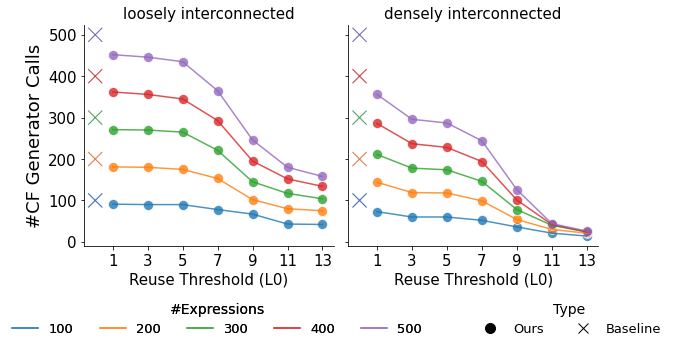 loosely interconnected
densely interconnected
#CF Generator Calls
500
400
300
200
100
0
1 3 5 7 9 11 13
1 3 5 7 9 11 13
Reuse Threshold (L0)
Reuse Threshold (L0)
#Expressions
Type
100 200 300 400 500
Ours Baseline